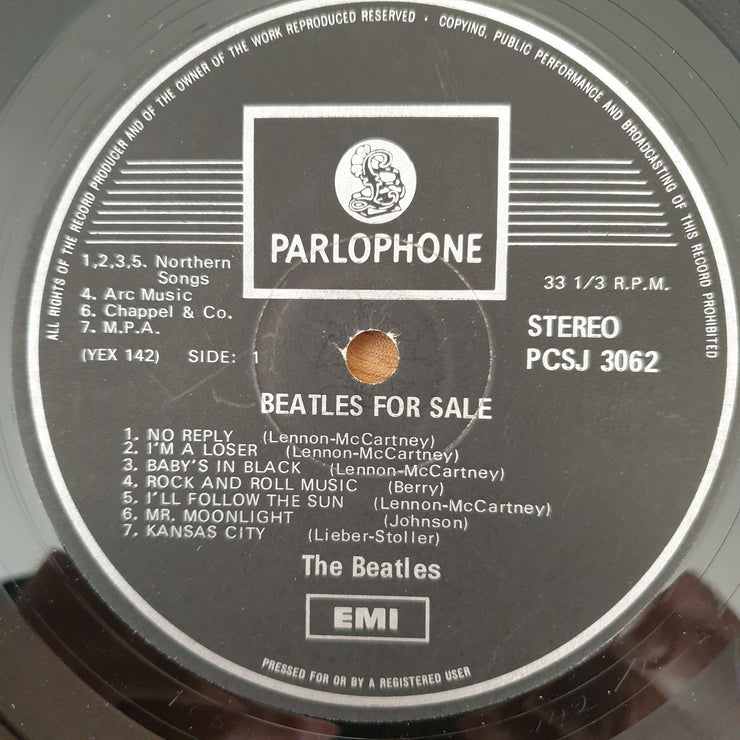 ALL RIGHTS OF THE RECORD PRODUCER AND OF THE OWNER OF THE WORK REPRODUCED RESERVED · COPYING, PUBLIC PERFORMANCE AND BROADCASTING OF THIS RECORD PROHIBITED
£
PARLOPHONE
1,2,3,5. Northern
Songs
4. Arc Music
6. Chappel & Co.
7. M.P.A.
(YEX 142) SIDE: 1
33 1/3 R.P.M.
STEREO
PCSJ 3062
BEATLES FOR SALE
1. NO REPLY (Lennon-McCartney)
2. I'M A LOSER (Lennon-McCartney)
3. BABY'S IN BLACK (Lennon-McCartney)
4. ROCK AND ROLL MUSIC (Berry)
5. I'LL FOLLOW THE SUN (Lennon-McCartney)
6. MR. MOONLIGHT (Johnson)
7. KANSAS CITY (Lieber-Stoller)
The Beatles
EMI
PRESSED FOR OR BY A REGISTERED USER